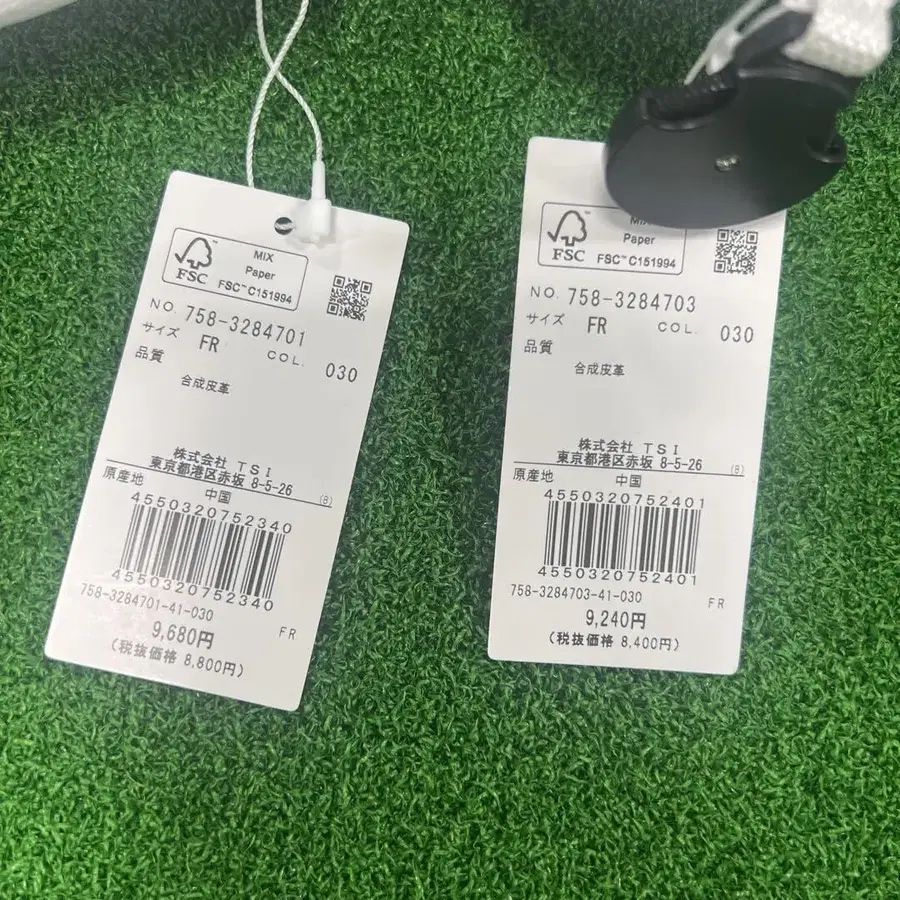 FSC™
MIX
Paper
FSC™ C151994
NO. 758-3284701
サイズ FR COL. 030
品質
合成皮革
株式会社 TSI
東京都港区赤坂 8-5-26 (8)
原産地 中国
4550320752340
4550320752340
758-3284701-41-030
FR
9,680円
(税抜価格 8,800円)
FSC™
MIX
Paper
FSC™ C151994
NO. 758-3284703
サイズ FR COL. 030
品質
合成皮革
株式会社 TSI
東京都港区赤坂 8-5-26 (8)
原産地 中国
4550320752401
4550320752401
758-3284703-41-030
FR
9,240円
(税抜価格 8,400円)